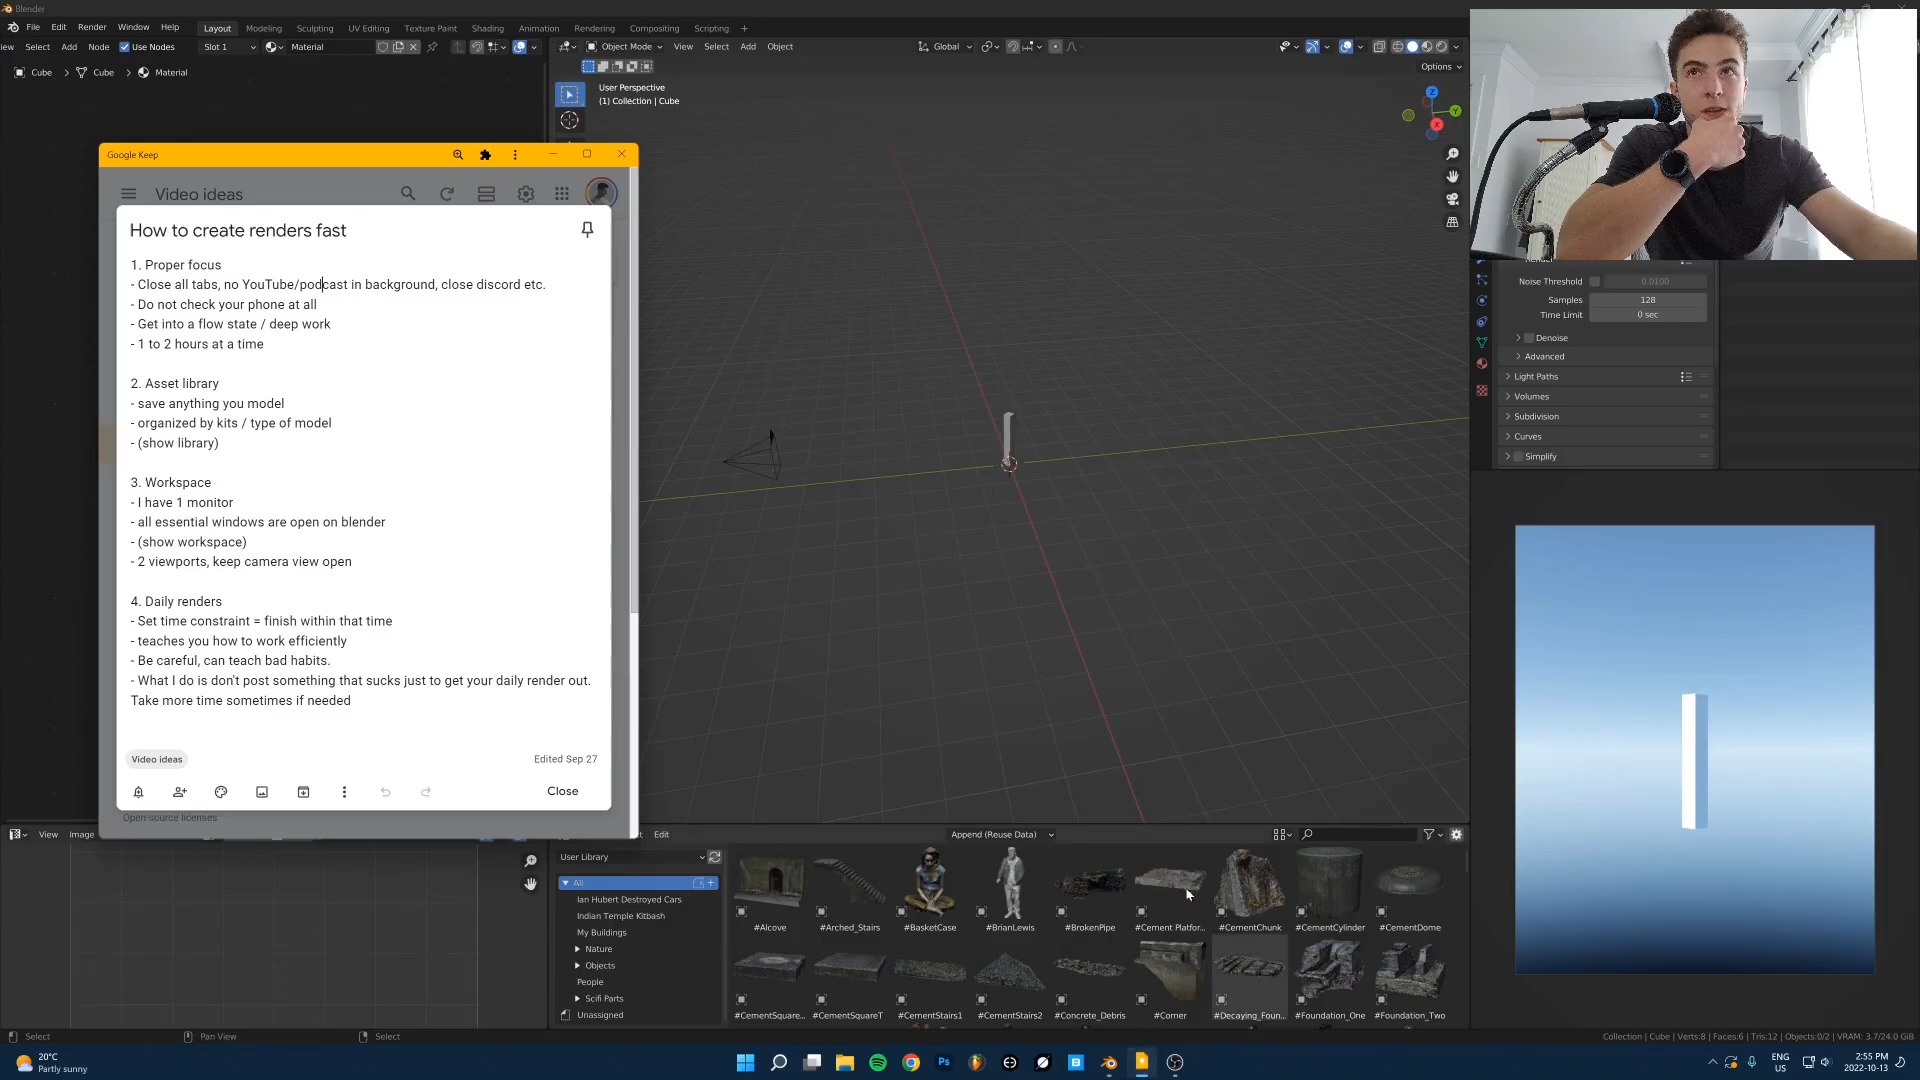 Blender
File Edit Render Window Help
Layout Modeling Sculpting UV Editing Texture Paint Shading Animation Rendering Compositing Scripting +
Select Add Node Use Nodes Slot 1 Material
Object Mode View Select Add Object Global
Options
Cube > Cube > Material
User Perspective
(1) Collection | Cube
Z
Y
X
Google Keep
Video ideas
How to create renders fast
1. Proper focus
- Close all tabs, no YouTube/podcast in background, close discord etc.
- Do not check your phone at all
- Get into a flow state / deep work
- 1 to 2 hours at a time
2. Asset library
- save anything you model
- organized by kits / type of model
- (show library)
3. Workspace
- I have 1 monitor
- all essential windows are open on blender
- (show workspace)
- 2 viewports, keep camera view open
4. Daily renders
- Set time constraint = finish within that time
- teaches you how to work efficiently
- Be careful, can teach bad habits.
- What I do is don't post something that sucks just to get your daily render out.
Take more time sometimes if needed
Video ideas
Edited Sep 27
Close
Open-source licenses
Noise Threshold 0.0100
Samples 128
Time Limit 0 sec
Denoise
Advanced
Light Paths
Volumes
Subdivision
Curves
Simplify
View Image
Edit
Append (Reuse Data)
User Library
All
Ian Hubert Destroyed Cars
Indian Temple Kitbash
My Buildings
Nature
Objects
People
Scifi Parts
Unassigned
#Alcove #Arched_Stairs #BasketCase #BrianLewis #BrokenPipe #Cement Platfor... #CementChunk #CementCylinder #CementDome
#CementSquare... #CementSquareT #CementStairs1 #CementStairs2 #Concrete_Debris #Corner #Decaying_Foun... #Foundation_One #Foundation_Two
Select Pan View Select
Collection | Cube | Verts:8 | Faces:6 | Tris:12 | Objects:0/2 | VRAM: 3.7/24.0 GiB
20°C
Partly sunny
Ps
B
ENG
US
2:55 PM
2022-10-13